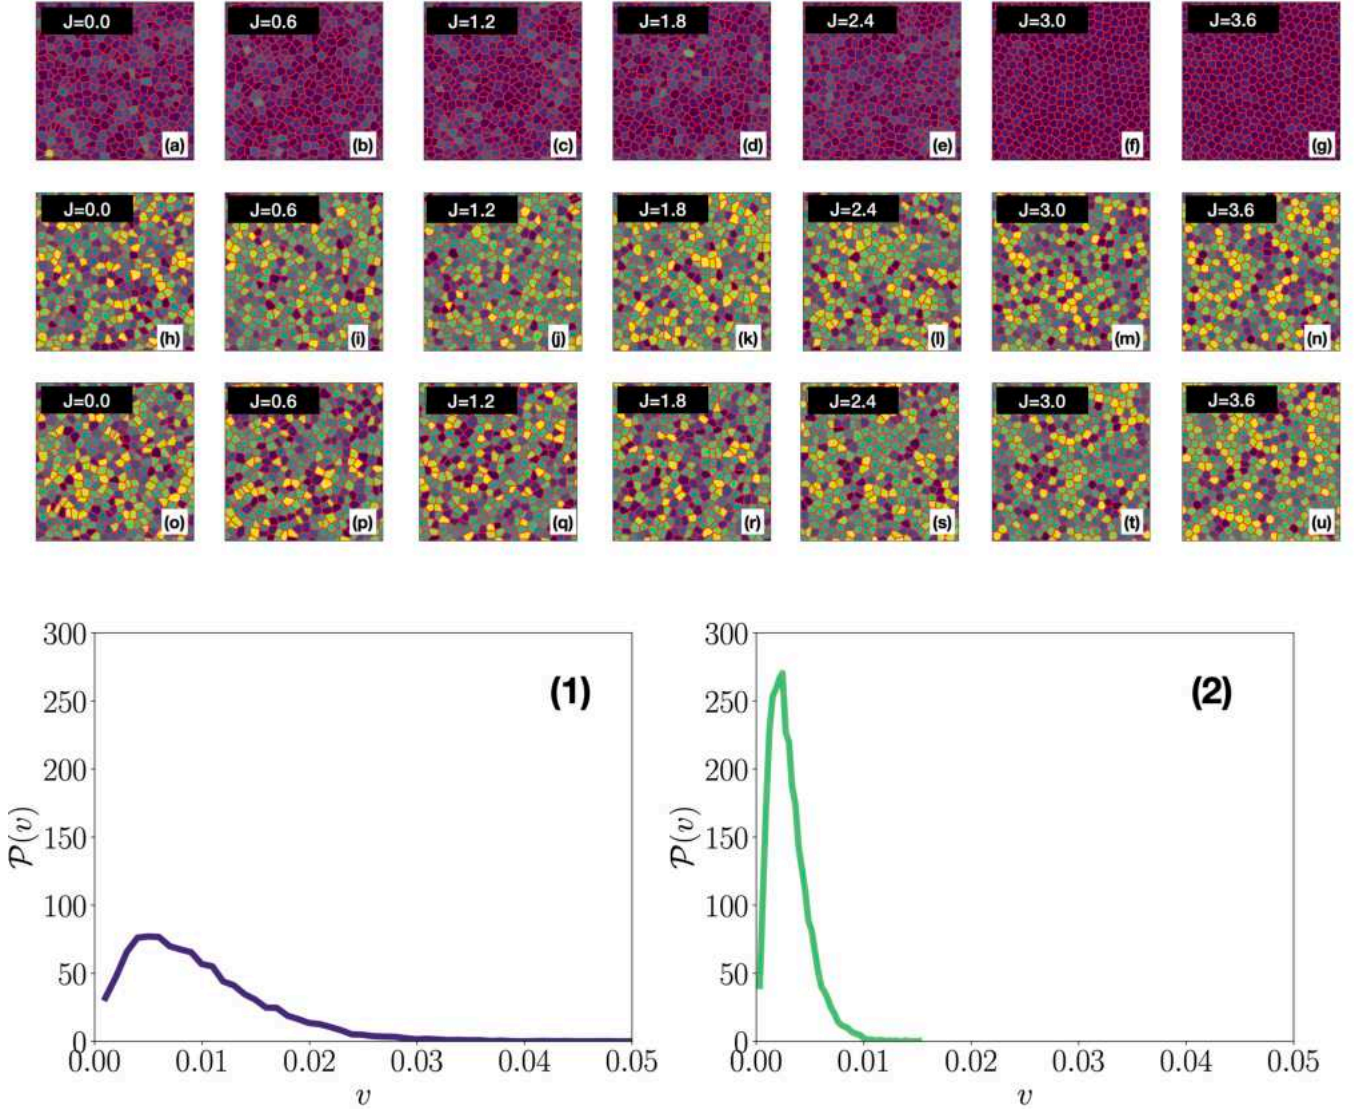 J=0.0 J=0.6 J=1.2 J=1.8 J=2.4 J=3.0 J=3.6
(a) (b) (c) (d) (e) (f) (g)
J=0.0 J=0.6 J=1.2 J=1.8 J=2.4 J=3.0 J=3.6
(h) (i) (j) (k) (l) (m) (n)
J=0.0 J=0.6 J=1.2 J=1.8 J=2.4 J=3.0 J=3.6
(o) (p) (q) (r) (s) (t) (u)
300
250
200
150
100
50
0
P(v)
(1)
0.00 0.01 0.02 0.03 0.04 0.05
v
300
250
200
150
100
50
0
P(v)
(2)
0.00 0.01 0.02 0.03 0.04 0.05
v